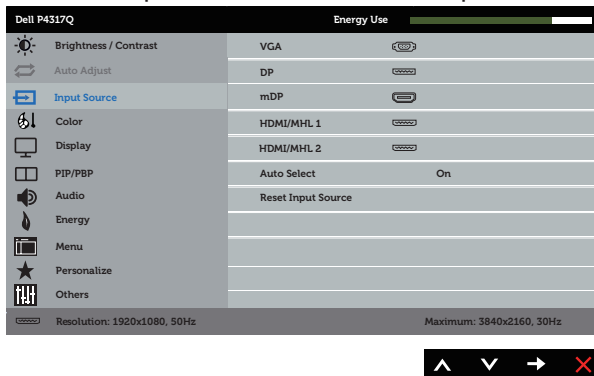 Dell P4317Q
Energy Use
Brightness / Contrast
Auto Adjust
Input Source
Color
Display
PIP/PBP
Audio
Energy
Menu
Personalize
Others
VGA
DP
mDP
HDMI/MHL 1
HDMI/MHL 2
Auto Select On
Reset Input Source
Resolution: 1920x1080, 50Hz
Maximum: 3840x2160, 30Hz